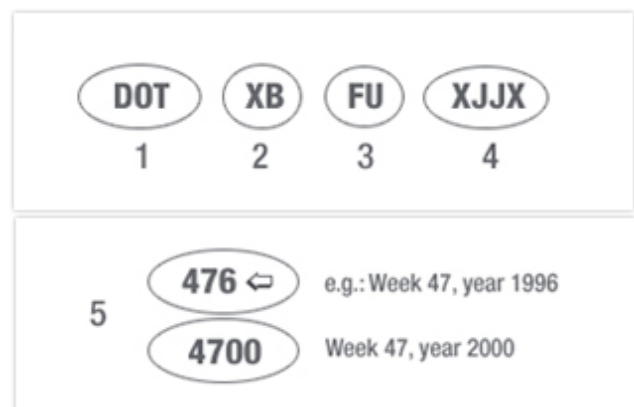 DOT XB FU XJJX
1 2 3 4
476 ⇦ e.g.: Week 47, year 1996
5
4700 Week 47, year 2000